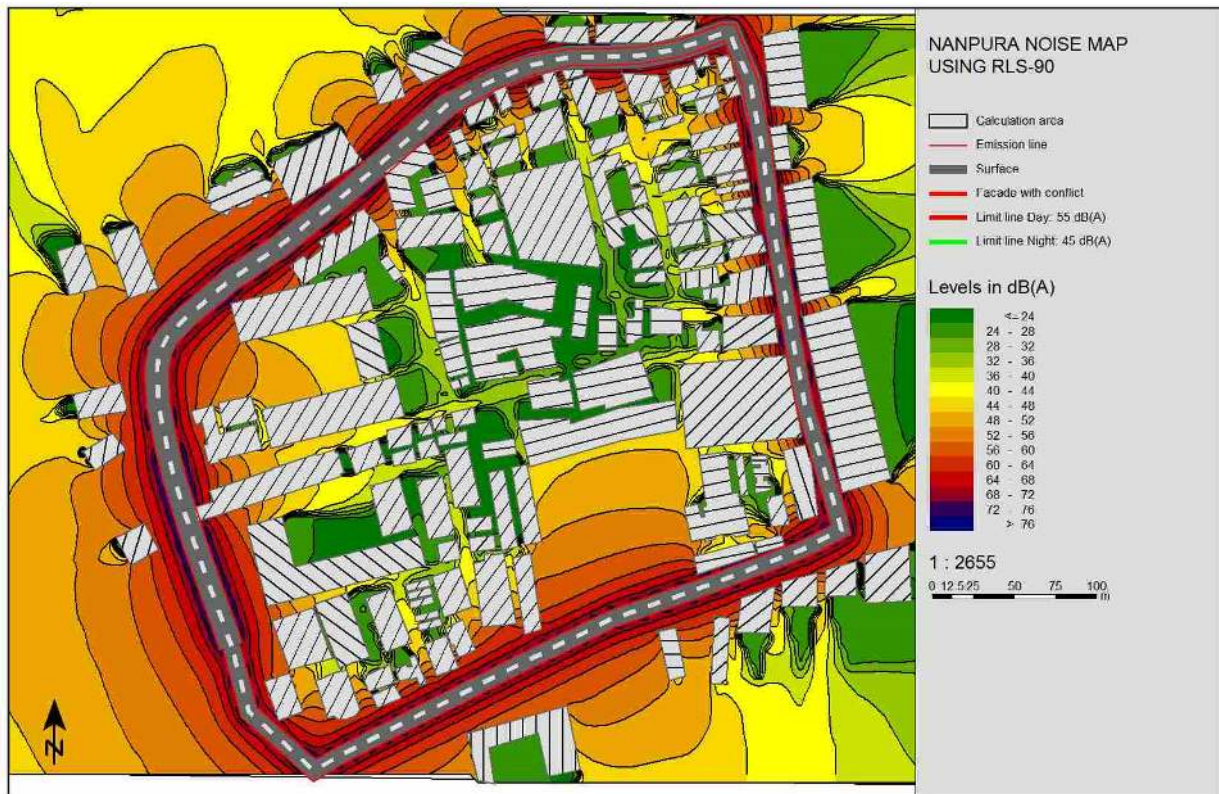 NANPURA NOISE MAP
USING RLS-90
Calculation area
Emission line
Surface
Facade with conflict
Limit line Day: 55 dB(A)
Limit line Night: 45 dB(A)
Levels in dB(A)
<= 24
24 - 28
28 - 32
32 - 36
36 - 40
40 - 44
44 - 48
48 - 52
52 - 56
56 - 60
60 - 64
64 - 68
68 - 72
72 - 76
> 76
1 : 2655
0 12.5 25 50 75 100
m
N